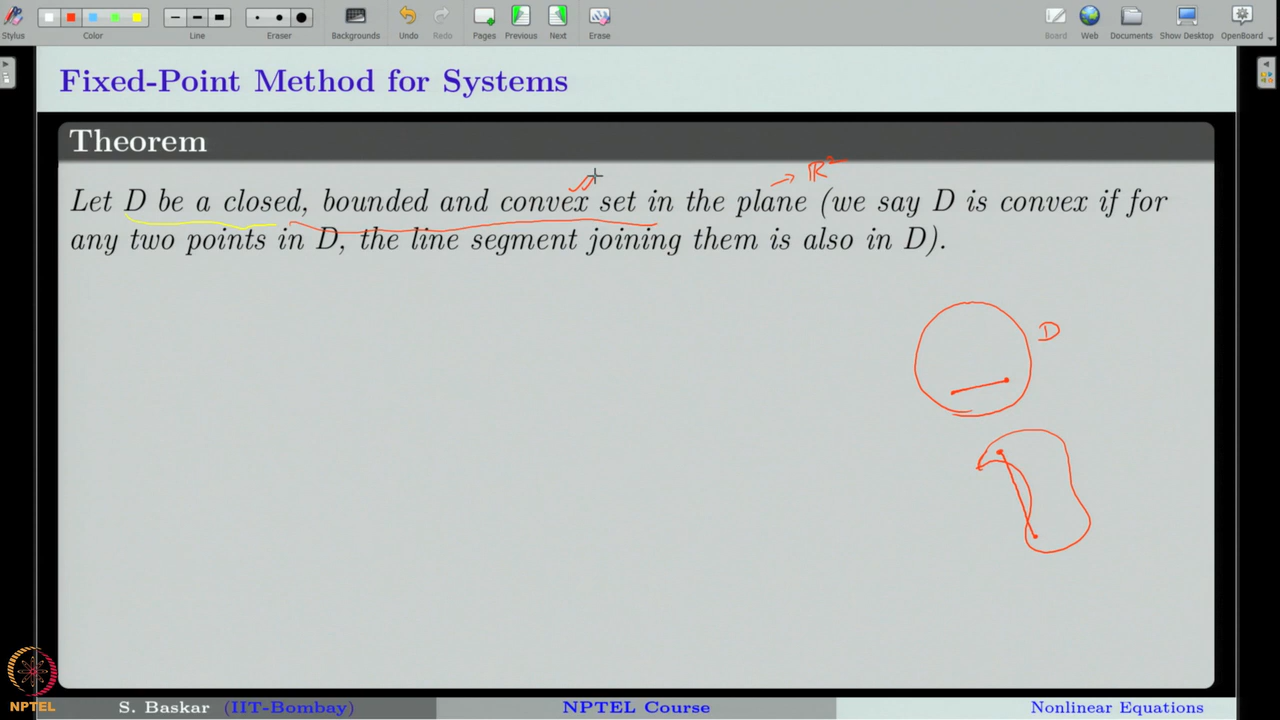 Stylus
Color
Line
Eraser
Backgrounds
Undo
Redo
Pages
Previous
Next
Erase
Board
Web
Documents
Show Desktop
OpenBoard
Fixed-Point Method for Systems
Theorem
ℝ²
Let D be a closed, bounded and convex set in the plane (we say D is convex if for
any two points in D, the line segment joining them is also in D).
D
NPTEL
S. Baskar (IIT-Bombay)
NPTEL Course
Nonlinear Equations